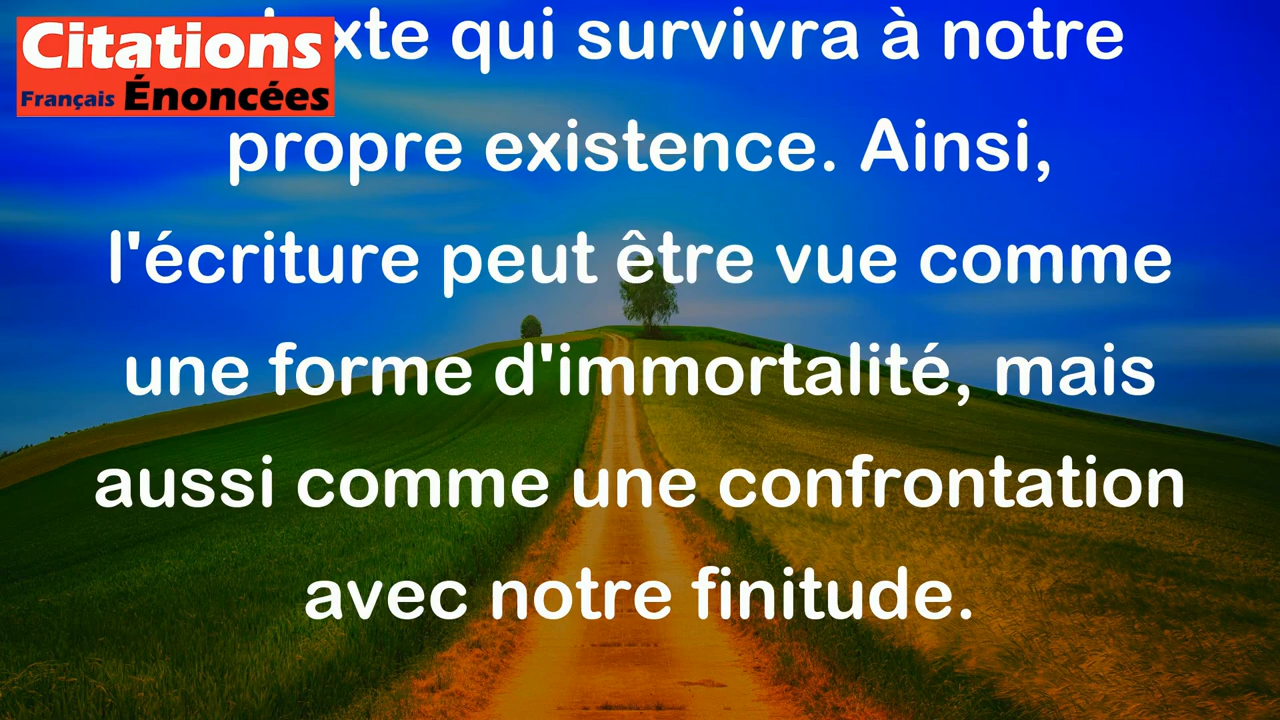 Citations
Français Énoncées
qui survivra à notre
propre existence. Ainsi,
l'écriture peut être vue comme
une forme d'immortalité, mais
aussi comme une confrontation
avec notre finitude.